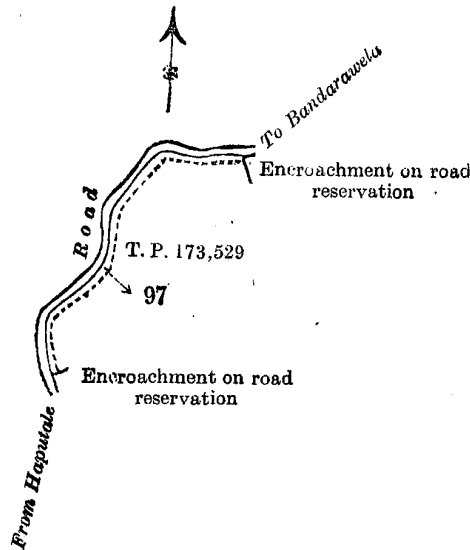 To Bandarawela
Encroachment on road
reservation
Road
T. P. 173,529
97
Encroachment on road
reservation
From Haputale